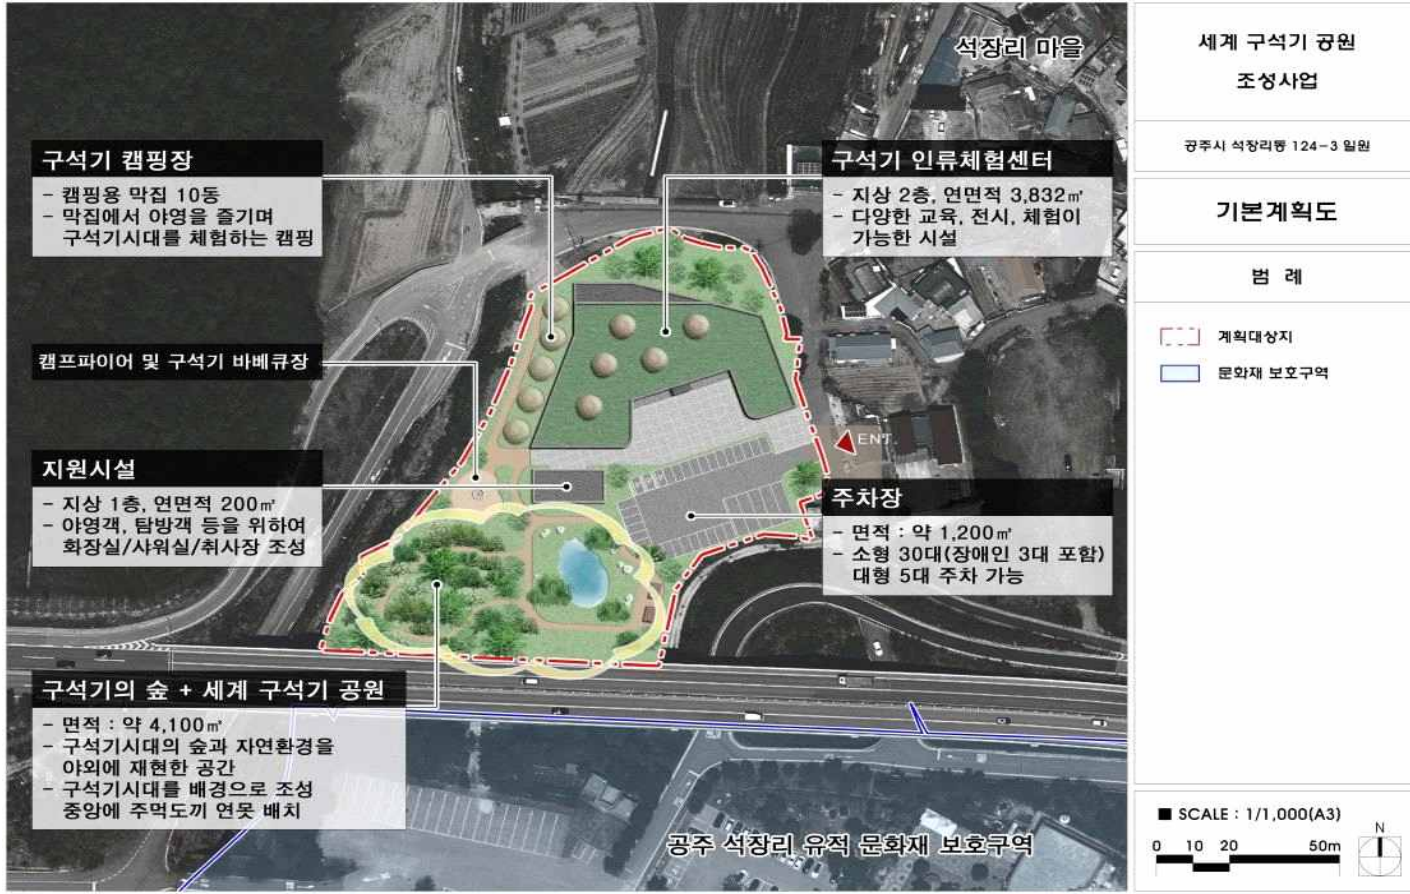 석장리 마을
구석기 캠핑장
- 캠핑용 막집 10동
- 막집에서 야영을 즐기며
구석기시대를 체험하는 캠핑
구석기 인류체험센터
- 지상 2층, 연면적 3,832㎡
- 다양한 교육, 전시, 체험이
가능한 시설
캠프파이어 및 구석기 바베큐장
ENT.
지원시설
- 지상 1층, 연면적 200㎡
- 야영객, 탐방객 등을 위하여
화장실/샤워실/취사장 조성
주차장
- 면적 : 약 1,200㎡
- 소형 30대(장애인 3대 포함)
대형 5대 주차 가능
구석기의 숲 + 세계 구석기 공원
- 면적 : 약 4,100㎡
- 구석기시대의 숲과 자연환경을
야외에 재현한 공간
- 구석기시대를 배경으로 조성
중앙에 주먹도끼 연못 배치
공주 석장리 유적 문화재 보호구역
세계 구석기 공원
조성사업
공주시 석장리동 124-3 일원
기본계획도
범 례
계획대상지
문화재 보호구역
■ SCALE : 1/1,000(A3)
0 10 20 50m
N